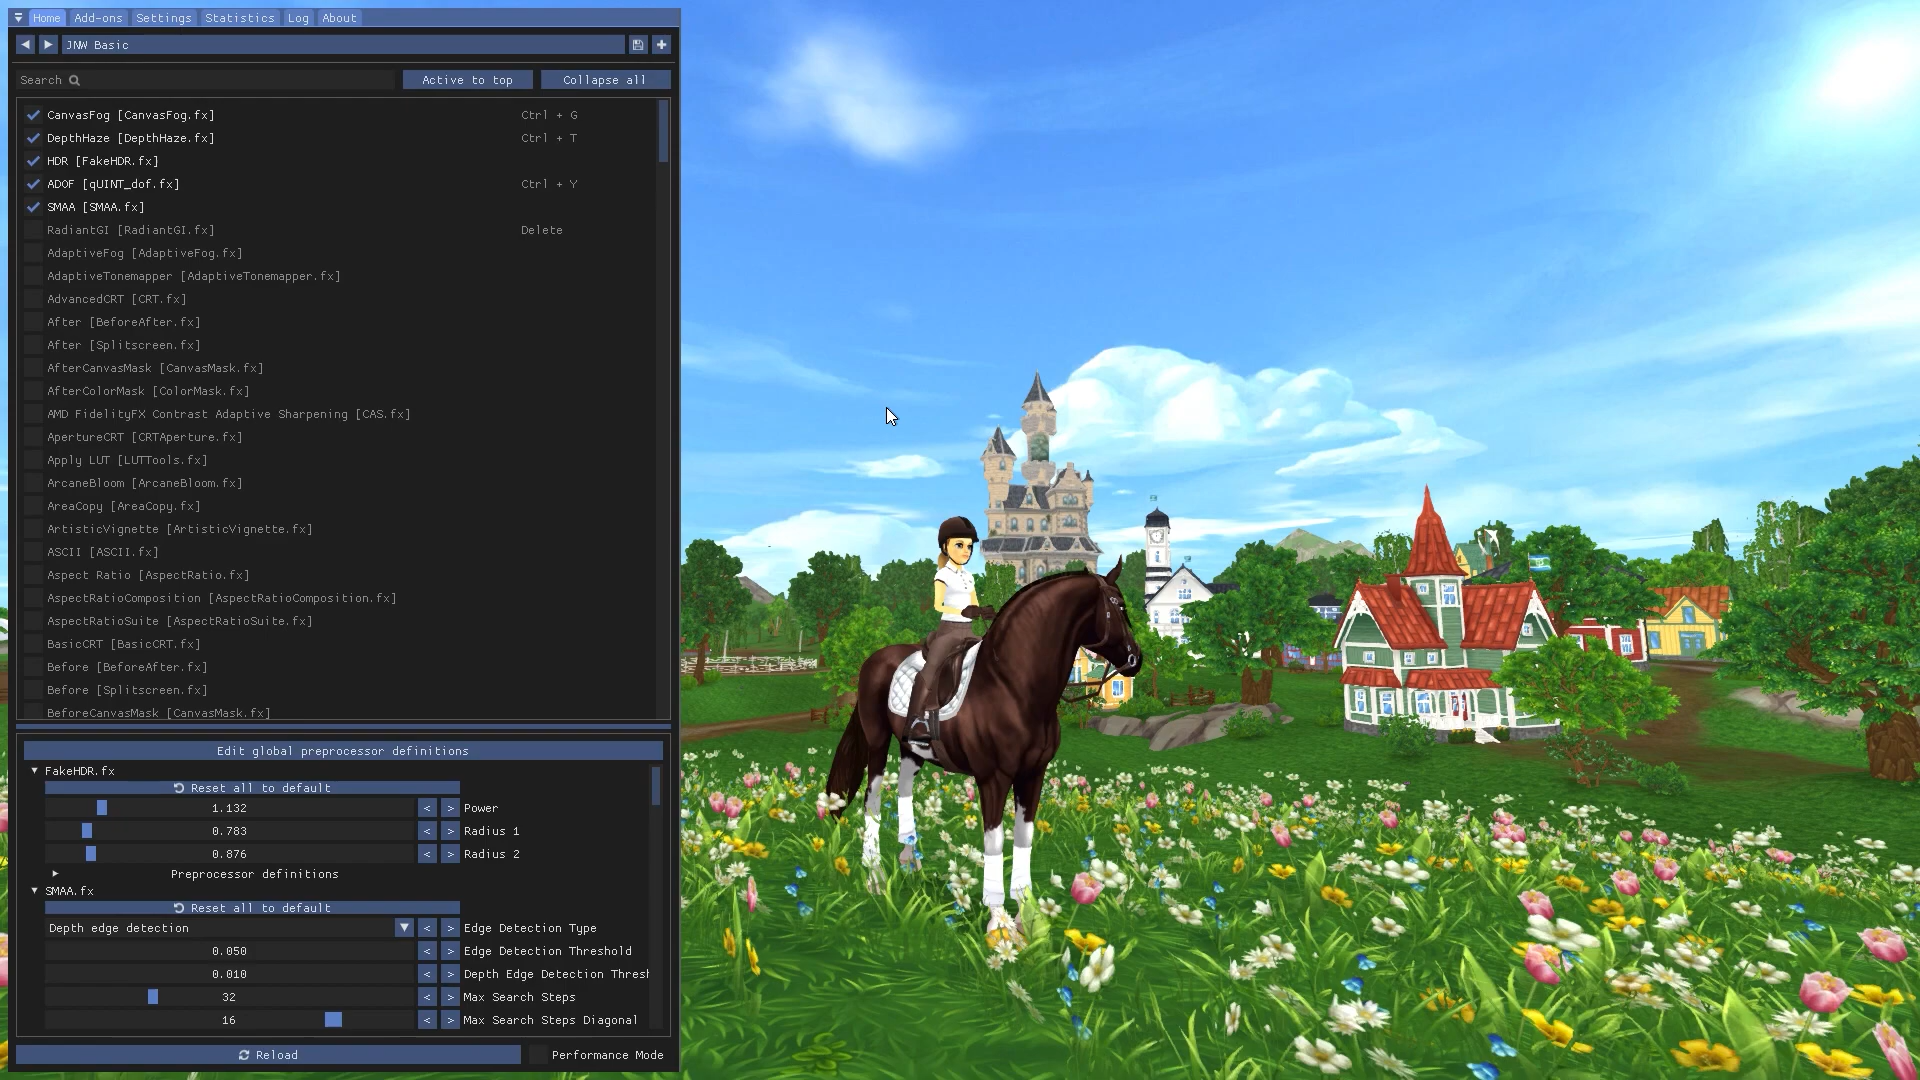 Home Add-ons Settings Statistics Log About
JNW Basic
Search Active to top Collapse all
CanvasFog [CanvasFog.fx] Ctrl + G
DepthHaze [DepthHaze.fx] Ctrl + T
HDR [FakeHDR.fx]
ADOF [qUINT_dof.fx] Ctrl + Y
SMAA [SMAA.fx]
RadiantGI [RadiantGI.fx] Delete
AdaptiveFog [AdaptiveFog.fx]
AdaptiveTonemapper [AdaptiveTonemapper.fx]
AdvancedCRT [CRT.fx]
After [BeforeAfter.fx]
After [Splitscreen.fx]
AfterCanvasMask [CanvasMask.fx]
AfterColorMask [ColorMask.fx]
AMD FidelityFX Contrast Adaptive Sharpening [CAS.fx]
ApertureCRT [CRTAperture.fx]
Apply LUT [LUTTools.fx]
ArcaneBloom [ArcaneBloom.fx]
AreaCopy [AreaCopy.fx]
ArtisticVignette [ArtisticVignette.fx]
ASCII [ASCII.fx]
Aspect Ratio [AspectRatio.fx]
AspectRatioComposition [AspectRatioComposition.fx]
AspectRatioSuite [AspectRatioSuite.fx]
BasicCRT [BasicCRT.fx]
Before [BeforeAfter.fx]
Before [Splitscreen.fx]
BeforeCanvasMask [CanvasMask.fx]
Edit global preprocessor definitions
FakeHDR.fx
Reset all to default
1.132 < > Power
0.783 < > Radius 1
0.876 < > Radius 2
Preprocessor definitions
SMAA.fx
Reset all to default
Depth edge detection < > Edge Detection Type
0.050 < > Edge Detection Threshold
0.010 < > Depth Edge Detection Thresh
32 < > Max Search Steps
16 < > Max Search Steps Diagonal
Reload Performance Mode